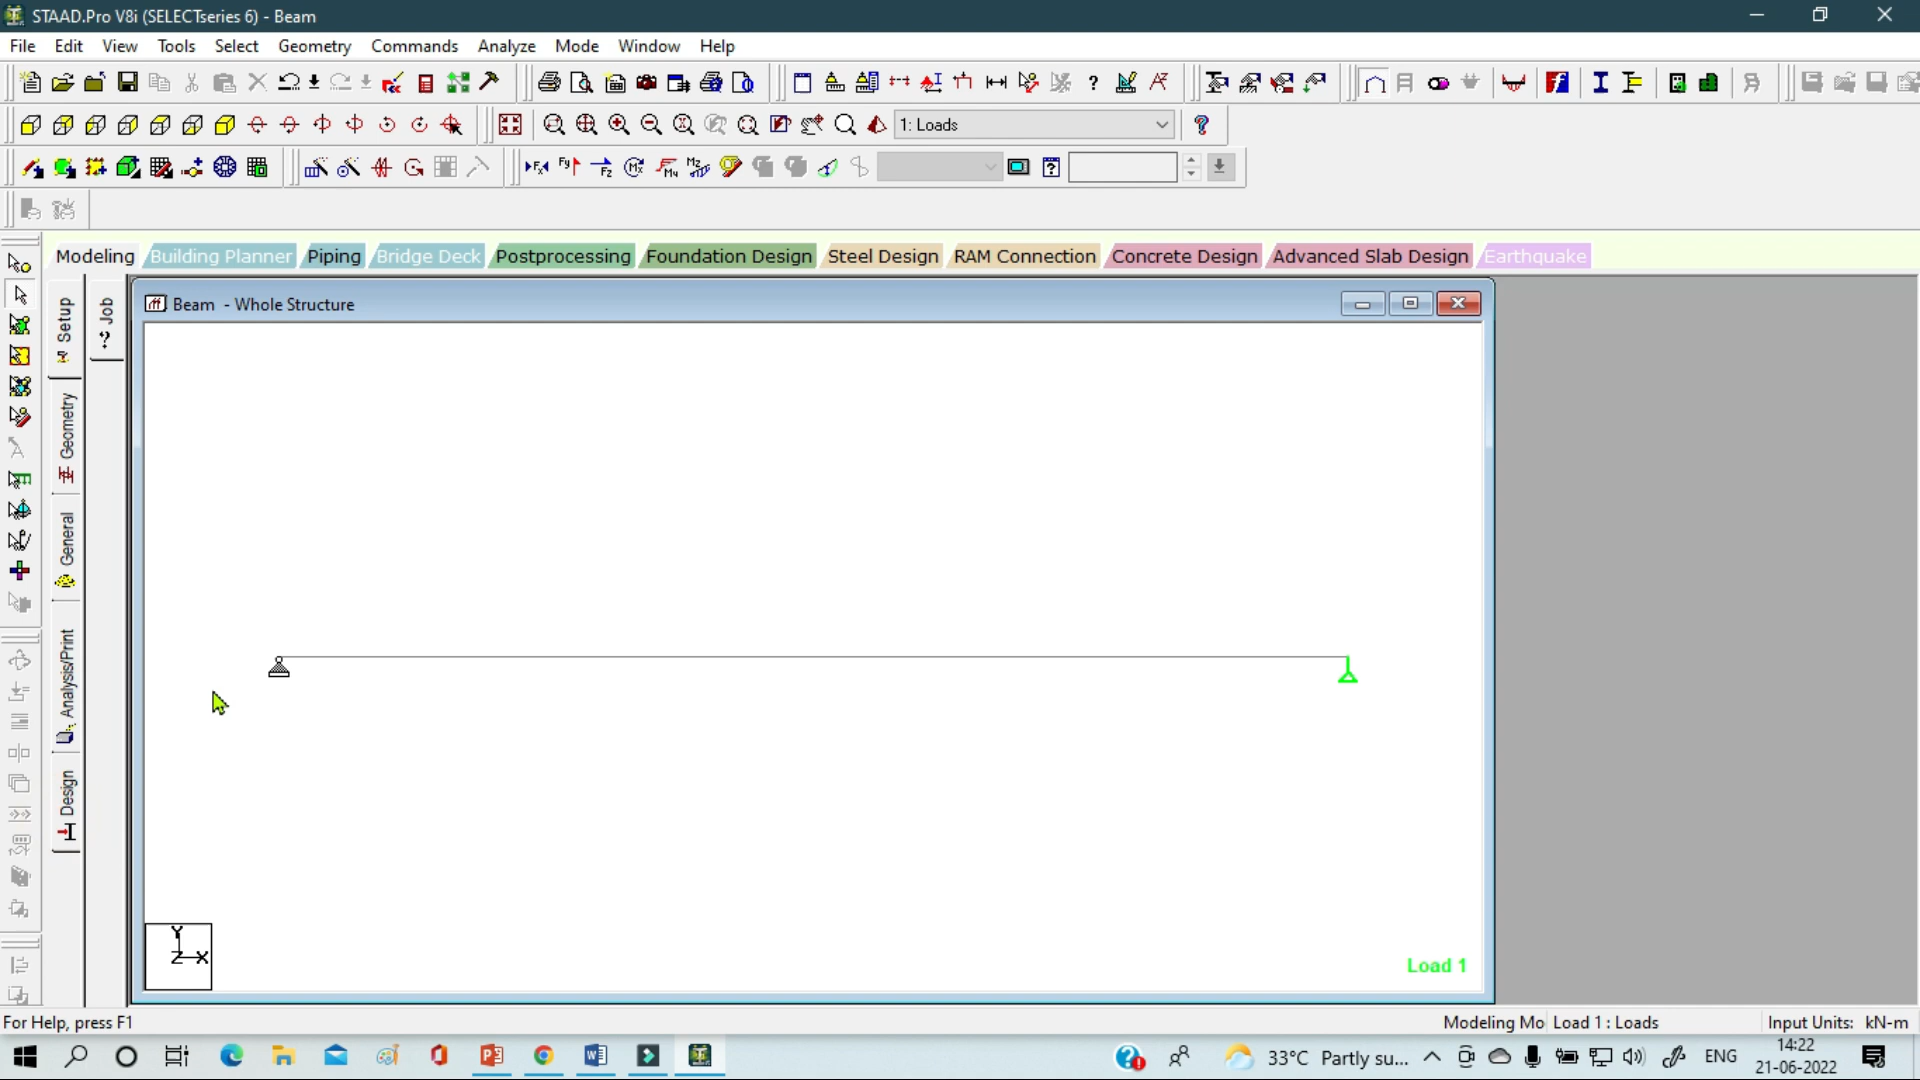 STAAD.Pro V8i (SELECTseries 6) - Beam
File Edit View Tools Select Geometry Commands Analyze Mode Window Help
1: Loads
Modeling Building Planner Piping Bridge Deck Postprocessing Foundation Design Steel Design RAM Connection Concrete Design Advanced Slab Design Earthquake
Setup
Geometry
General
Analysis/Print
Design
Job
Beam - Whole Structure
Y
Z X
Load 1
For Help, press F1
Modeling Mo Load 1 : Loads Input Units: kN-m
33°C Partly su... ENG
14:22
21-06-2022